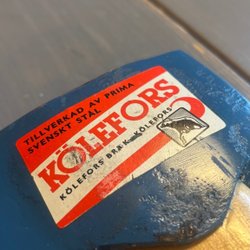 TILLVERKAD AV PRIMA
SVENSKT STÅL
KÖLEFORS
KÖLEFORS BRUK KÖLEFORS